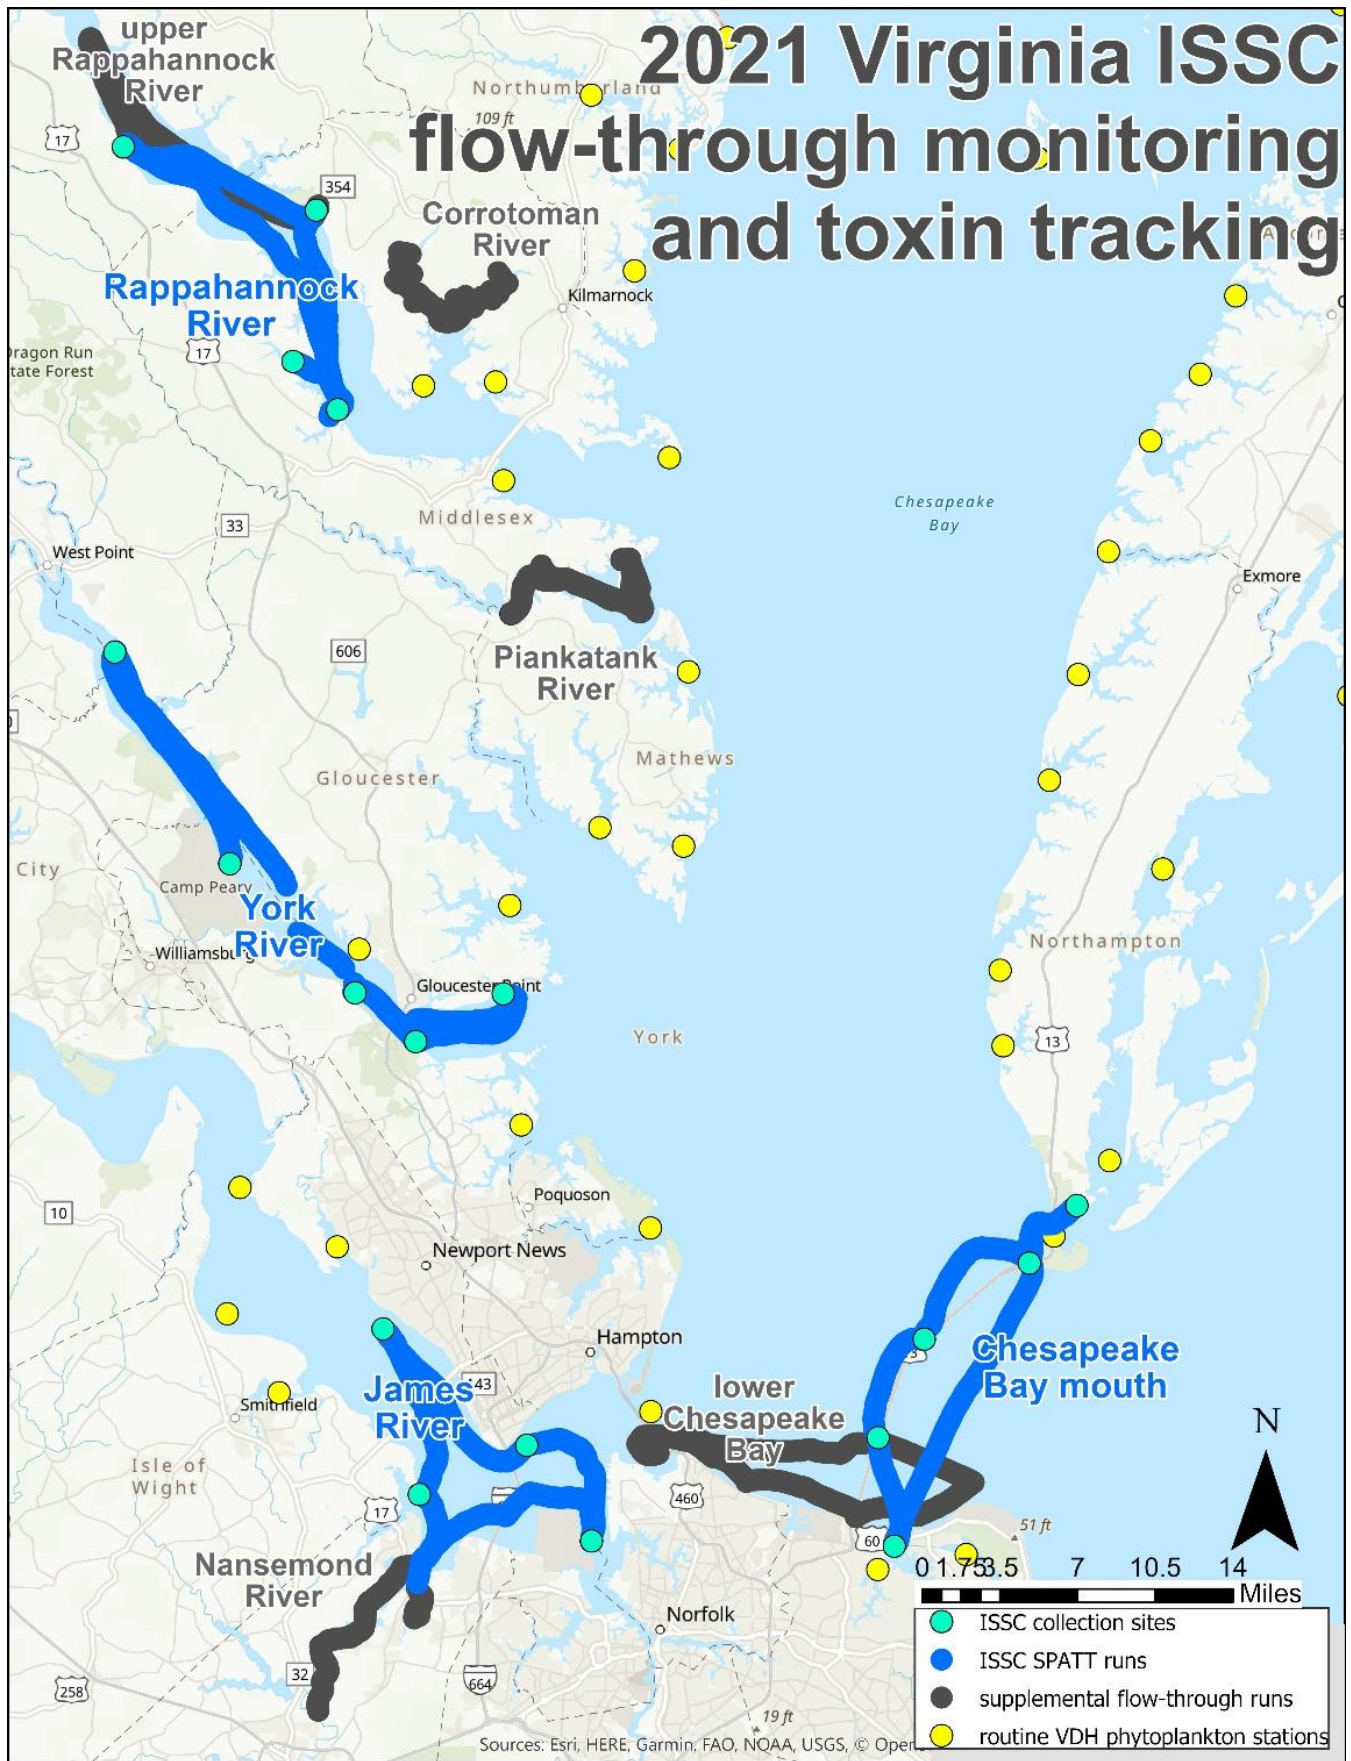 2021 Virginia ISSC
flow-through monitoring
and toxin tracking
upper
Rappahannock
River
Northumberland
109 ft
17
354
Corrotoman
River
Rappahannock
River
Kilmarnock
17
Dragon Run
State Forest
Chesapeake
Bay
Middlesex
33
West Point
Exmore
606
Piankatank
River
Mathews
Gloucester
City
Camp Peary
York
River
Williamsburg
Northampton
Gloucester Point
York
13
10
Poquoson
Newport News
Hampton
Chesapeake
Bay mouth
James
River
143
lower
Chesapeake
Bay
Smithfield
N
Isle of
Wight
17
460
51 ft
60
Nansemond
River
0 1.75 3.5 7 10.5 14
Miles
Norfolk
ISSC collection sites
ISSC SPATT runs
32
664
258
supplemental flow-through runs
19 ft
routine VDH phytoplankton stations
Sources: Esri, HERE, Garmin, FAO, NOAA, USGS, © Open